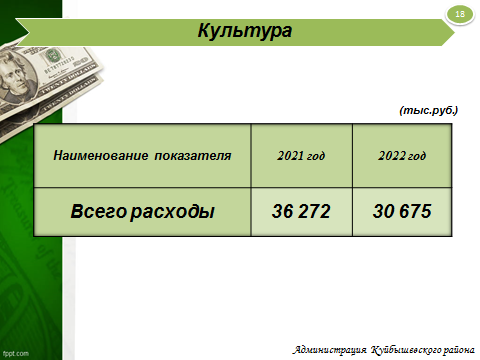 18
Культура
(тыс.руб.)
Наименование показателя 2021 год 2022 год
Всего расходы 36 272 30 675
fppt.com
Администрация Куйбышевского района